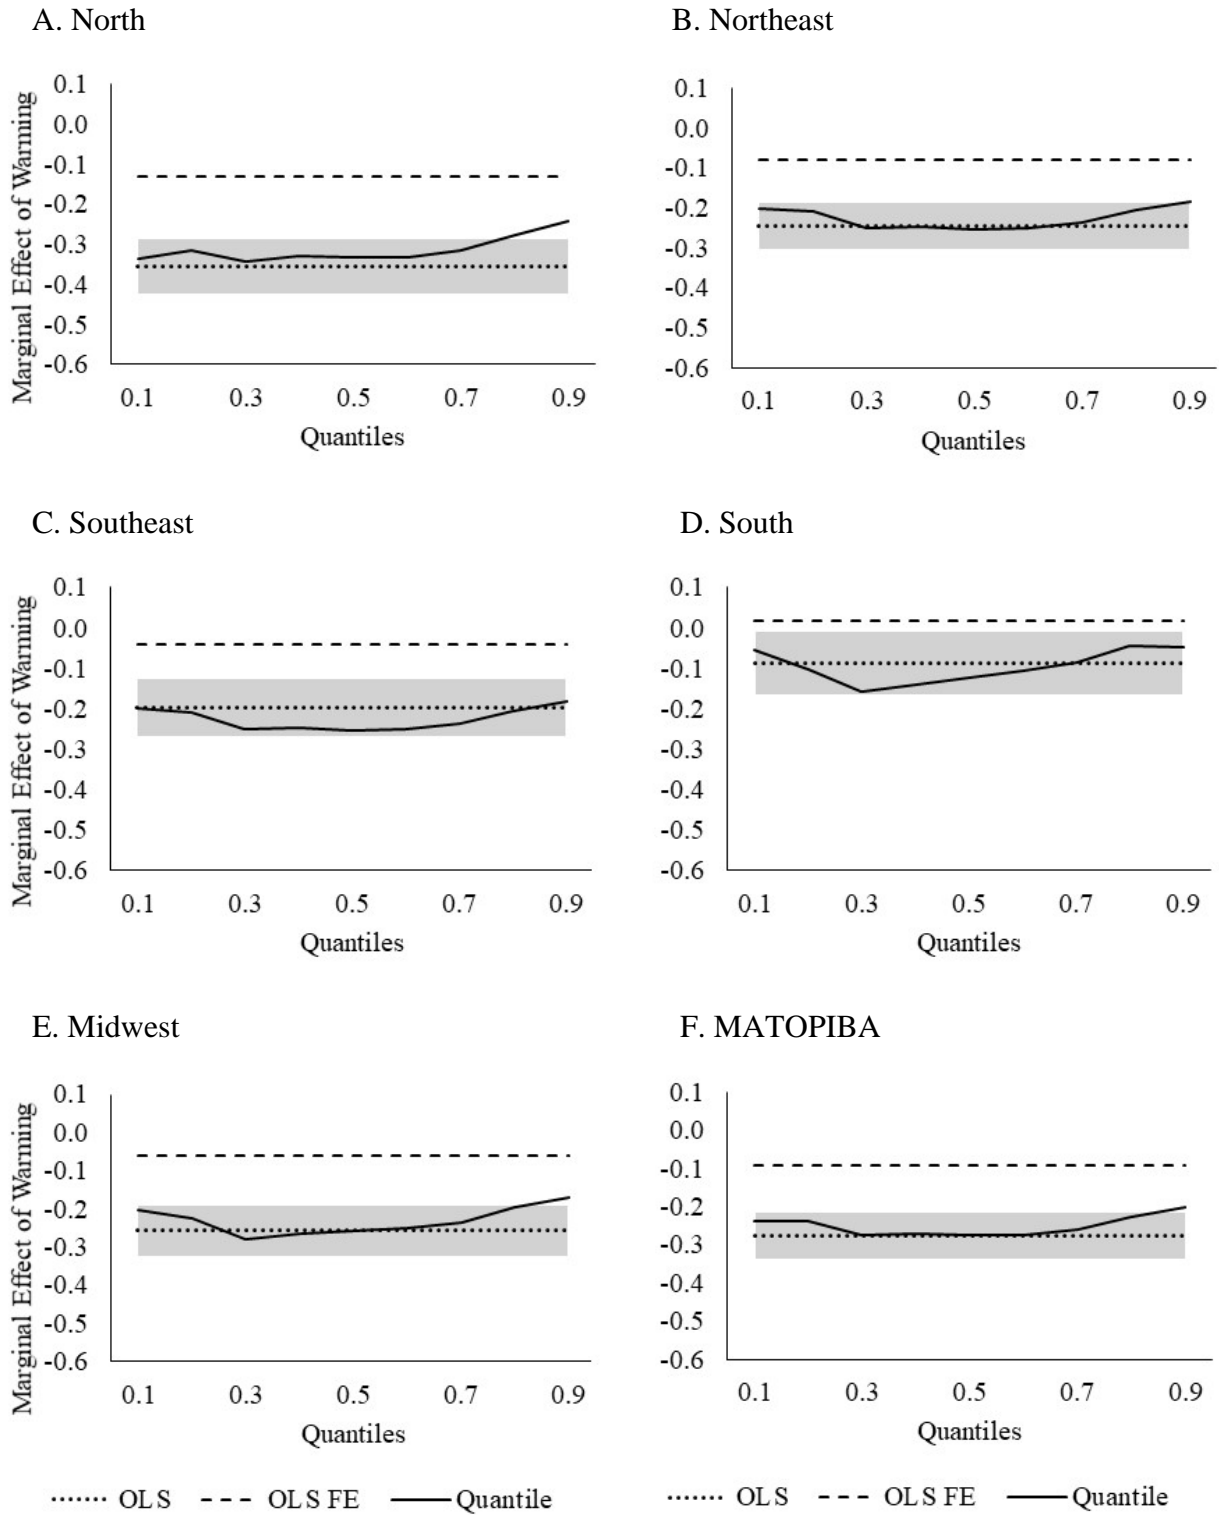 A. North
Marginal Effect of Warming
0.1
0.0
-0.1
-0.2
-0.3
-0.4
-0.5
-0.6
0.1 0.3 0.5 0.7 0.9
Quantiles
B. Northeast
0.1
0.0
-0.1
-0.2
-0.3
-0.4
-0.5
-0.6
0.1 0.3 0.5 0.7 0.9
Quantiles
C. Southeast
Marginal Effect of Warming
0.1
0.0
-0.1
-0.2
-0.3
-0.4
-0.5
-0.6
0.1 0.3 0.5 0.7 0.9
Quantiles
D. South
0.1
0.0
-0.1
-0.2
-0.3
-0.4
-0.5
-0.6
0.1 0.3 0.5 0.7 0.9
Quantiles
E. Midwest
Marginal Effect of Warming
0.1
0.0
-0.1
-0.2
-0.3
-0.4
-0.5
-0.6
0.1 0.3 0.5 0.7 0.9
Quantiles
OLS OLS FE Quantile
F. MATOPIBA
0.1
0.0
-0.1
-0.2
-0.3
-0.4
-0.5
-0.6
0.1 0.3 0.5 0.7 0.9
Quantiles
OLS OLS FE Quantile